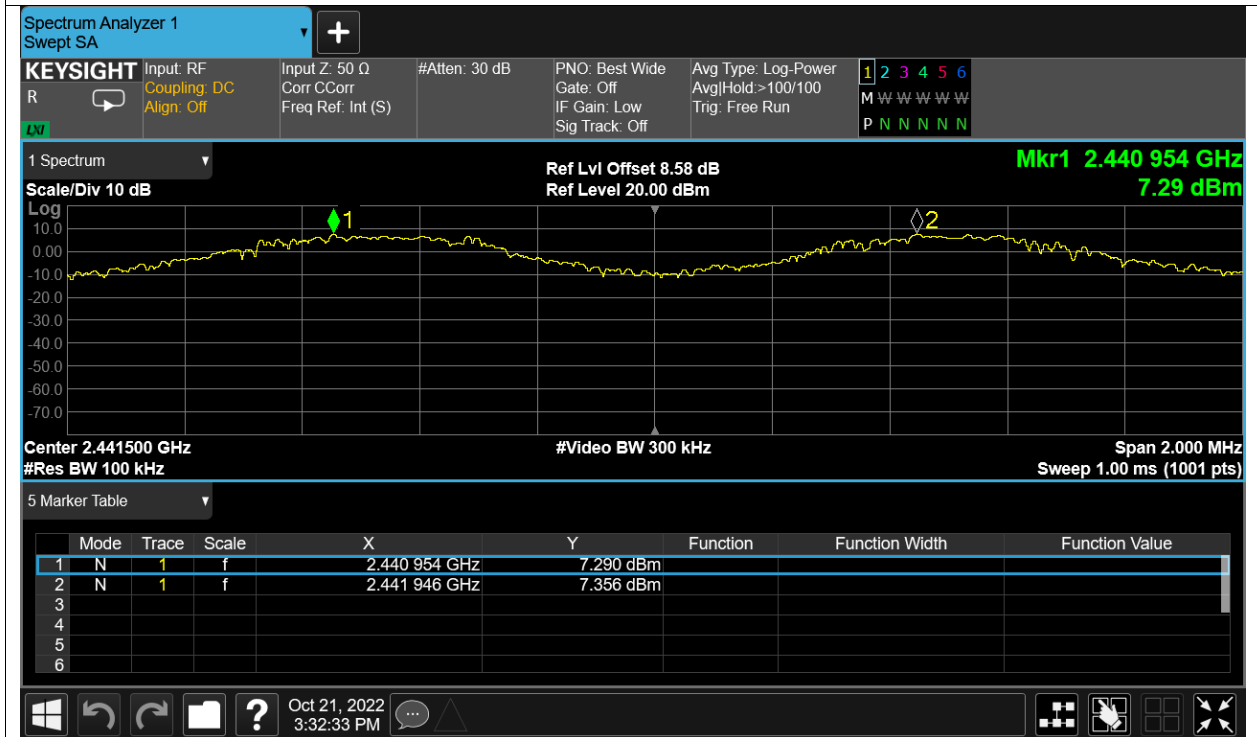 Spectrum Analyzer 1
Swept SA
+
KEYSIGHT
R
LXI
Input: RF
Coupling: DC
Align: Off
Input Z: 50 Ω
Corr CCorr
Freq Ref: Int (S)
#Atten: 30 dB
PNO: Best Wide
Gate: Off
IF Gain: Low
Sig Track: Off
Avg Type: Log-Power
Avg|Hold:>100/100
Trig: Free Run
1 2 3 4 5 6
M W W W W W
P N N N N N
1 Spectrum
Scale/Div 10 dB
Ref Lvl Offset 8.58 dB
Ref Level 20.00 dBm
Mkr1 2.440 954 GHz
7.29 dBm
Log
10.0
0.00
-10.0
-20.0
-30.0
-40.0
-50.0
-60.0
-70.0
1
2
Center 2.441500 GHz
#Res BW 100 kHz
#Video BW 300 kHz
Span 2.000 MHz
Sweep 1.00 ms (1001 pts)
5 Marker Table
Mode Trace Scale X Y Function Function Width Function Value
1 N 1 f 2.440 954 GHz 7.290 dBm
2 N 1 f 2.441 946 GHz 7.356 dBm
3
4
5
6
?
Oct 21, 2022
3:32:33 PM